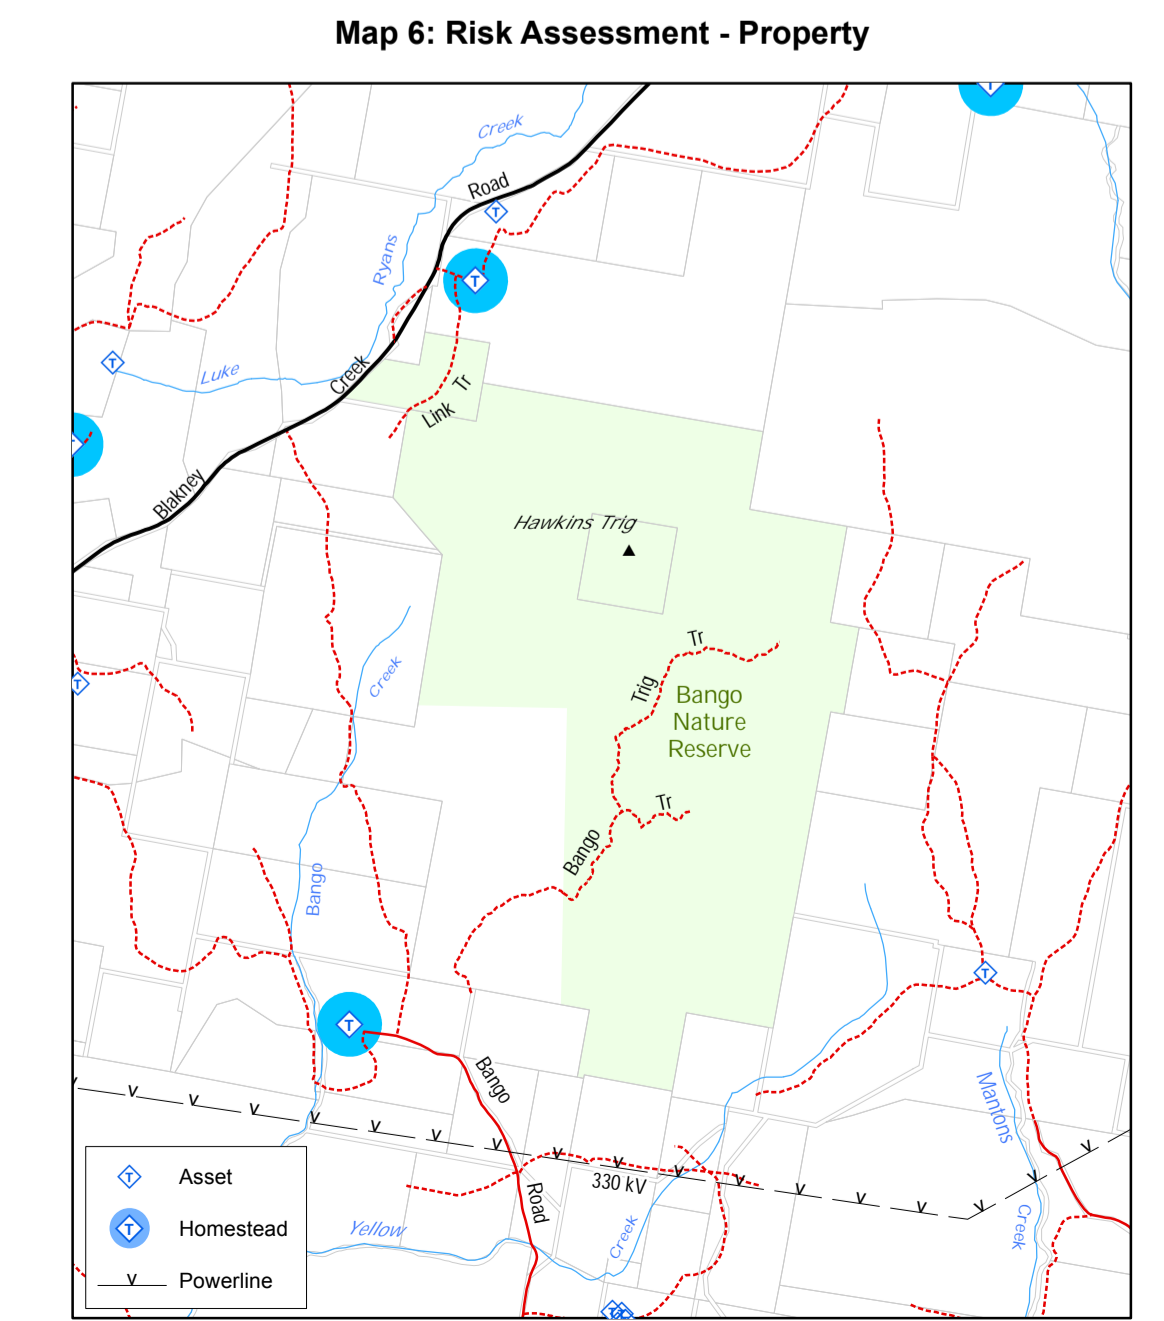 Map 6: Risk Assessment - Property
Creek
Road
Ryans
T
T
T
Luke
Creek
Link
Tr
T
Blakney
Hawkins Trig
Creek
Tr
Trig
T
Bango
Nature
Reserve
Tr
Bango
Bango
T
T
Bango
Mantons
V V V V V V V V V V V V V V V V V
330 kV
Road
Creek
Creek
Yellow
T Asset
T Homestead
V Powerline